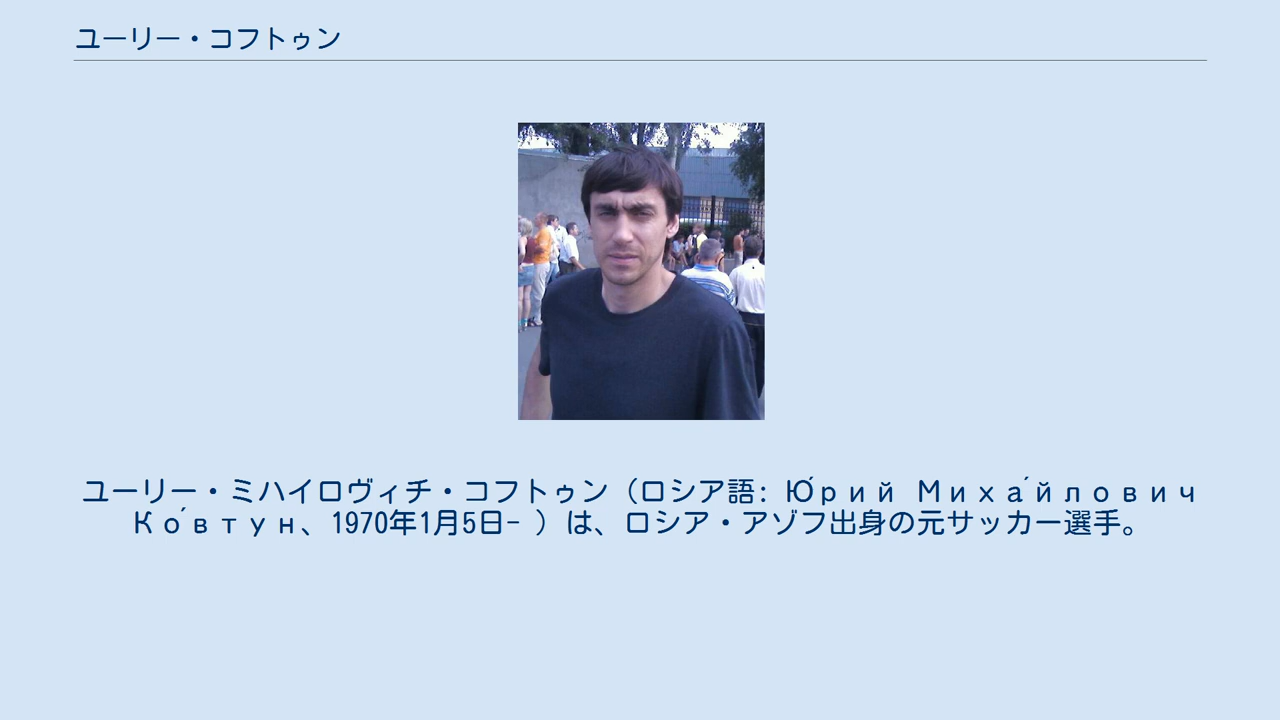 ユーリー・コフトゥン
ユーリー・ミハイロヴィチ・コフトゥン（ロシア語: Ю́рий Миха́йлович
Ко́втун、1970年1月5日- ）は、ロシア・アゾフ出身の元サッカー選手。